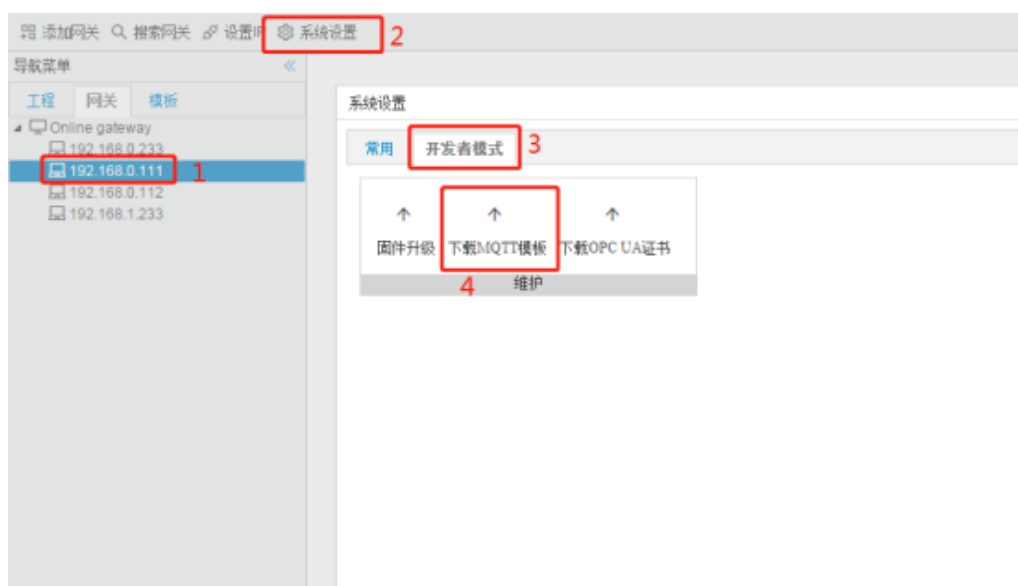 添加网关 搜索网关 设置IP 系统设置 2
导航菜单 «
工程 网关 模板
系统设置
Online gateway
常用 开发者模式 3
192.168.0.233
192.168.0.111 1
192.168.0.112
192.168.1.233
固件升级 下载MQTT模板 下载OPC UA证书
4 维护